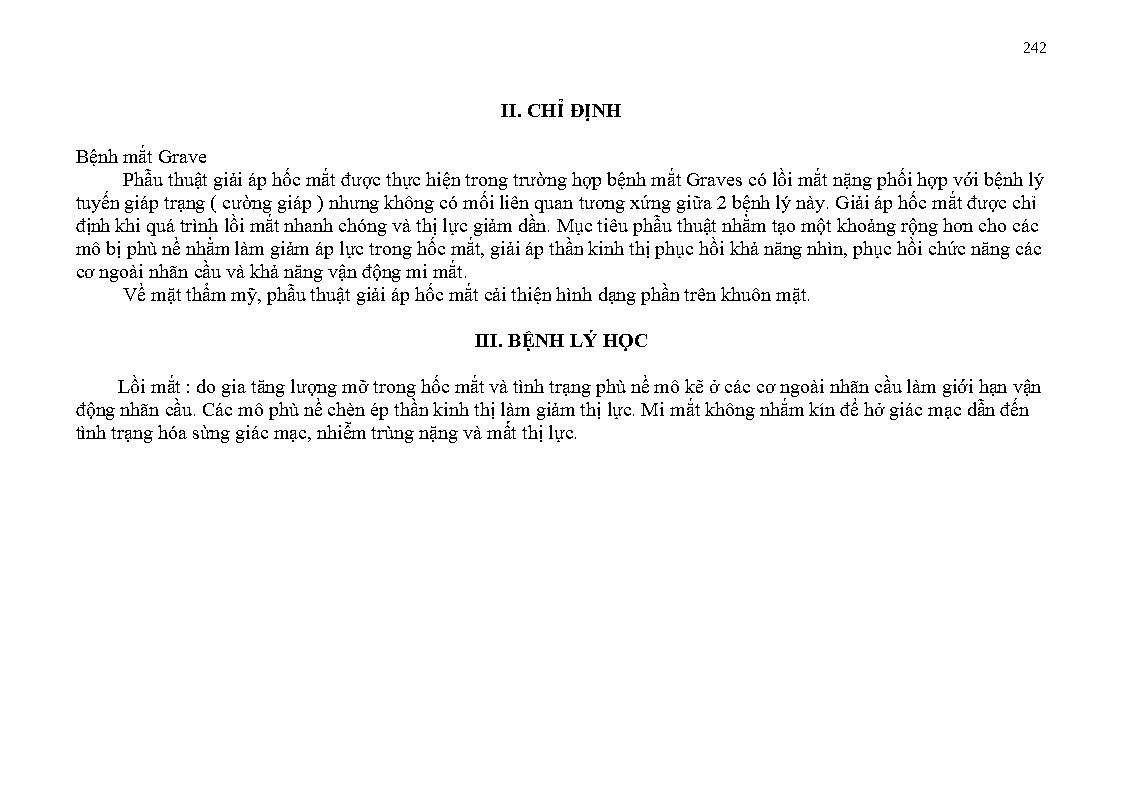 242
II. CHỈ ĐỊNH
Bệnh mắt Grave
Phẫu thuật giải áp hốc mắt được thực hiện trong trường hợp bệnh mắt Graves có lồi mắt nặng phối hợp với bệnh lý
tuyến giáp trạng ( cường giáp ) nhưng không có mối liên quan tương xứng giữa 2 bệnh lý này. Giải áp hốc mắt được chỉ
định khi quá trình lồi mắt nhanh chóng và thị lực giảm dần. Mục tiêu phẫu thuật nhằm tạo một khoảng rộng hơn cho các
mô bị phù nề nhằm làm giảm áp lực trong hốc mắt, giải áp thần kinh thị phục hồi khả năng nhìn, phục hồi chức năng các
cơ ngoài nhãn cầu và khả năng vận động mi mắt.
Về mặt thẩm mỹ, phẫu thuật giải áp hốc mắt cải thiện hình dạng phần trên khuôn mặt.
III. BỆNH LÝ HỌC
Lồi mắt : do gia tăng lượng mỡ trong hốc mắt và tình trạng phù nề mô kẽ ở các cơ ngoài nhãn cầu làm giới hạn vận
động nhãn cầu. Các mô phù nề chèn ép thần kinh thị làm giảm thị lực. Mi mắt không nhắm kín để hở giác mạc dẫn đến
tình trạng hóa sừng giác mạc, nhiễm trùng nặng và mất thị lực.